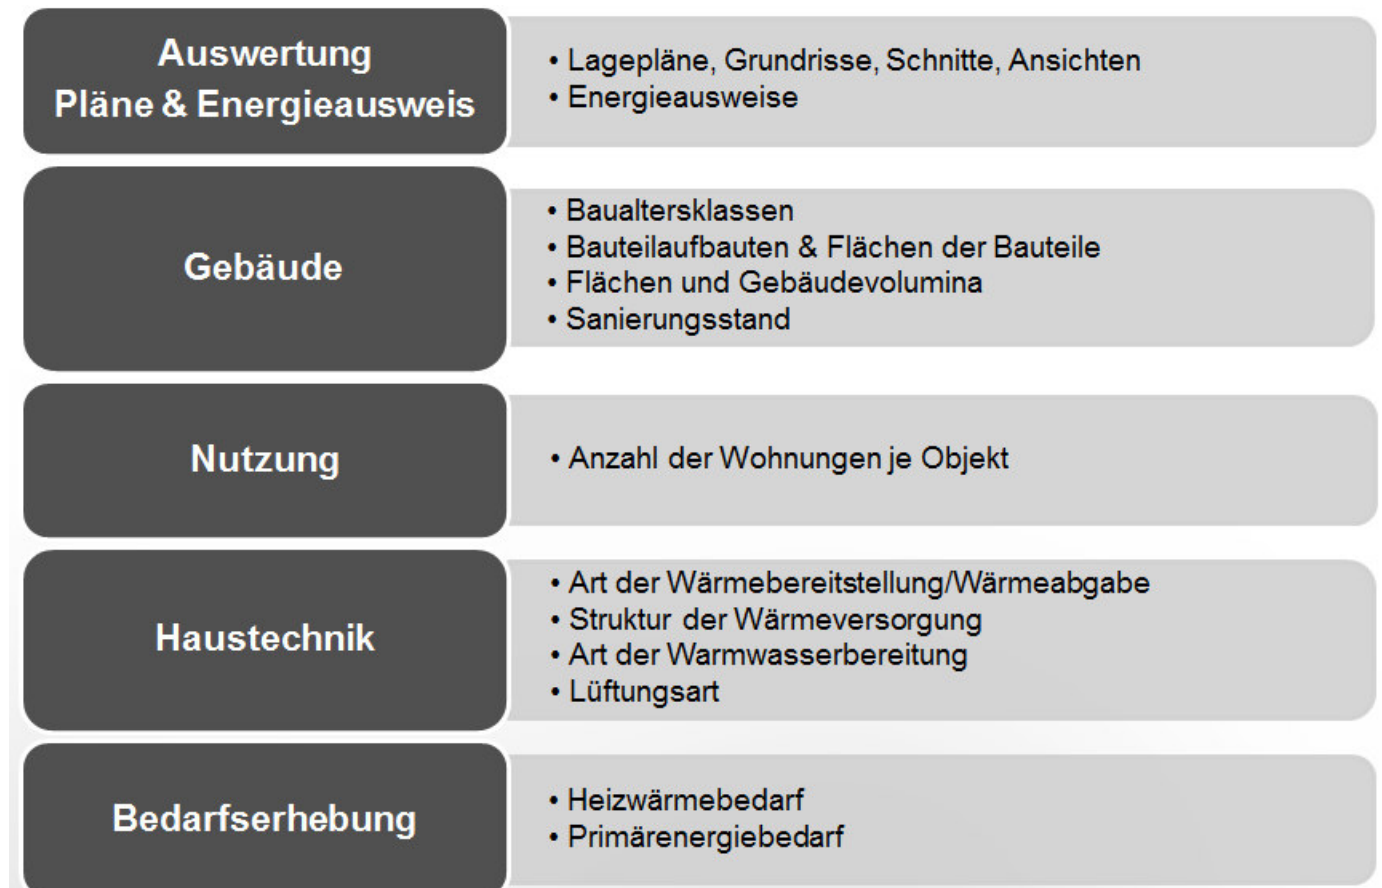 Auswertung
Pläne & Energieausweis
• Lagepläne, Grundrisse, Schnitte, Ansichten
• Energieausweise
Gebäude
• Baualtersklassen
• Bauteilaufbauten & Flächen der Bauteile
• Flächen und Gebäudevolumina
• Sanierungsstand
Nutzung
• Anzahl der Wohnungen je Objekt
Haustechnik
• Art der Wärmebereitstellung/Wärmeabgabe
• Struktur der Wärmeversorgung
• Art der Warmwasserbereitung
• Lüftungsart
Bedarfserhebung
• Heizwärmebedarf
• Primärenergiebedarf